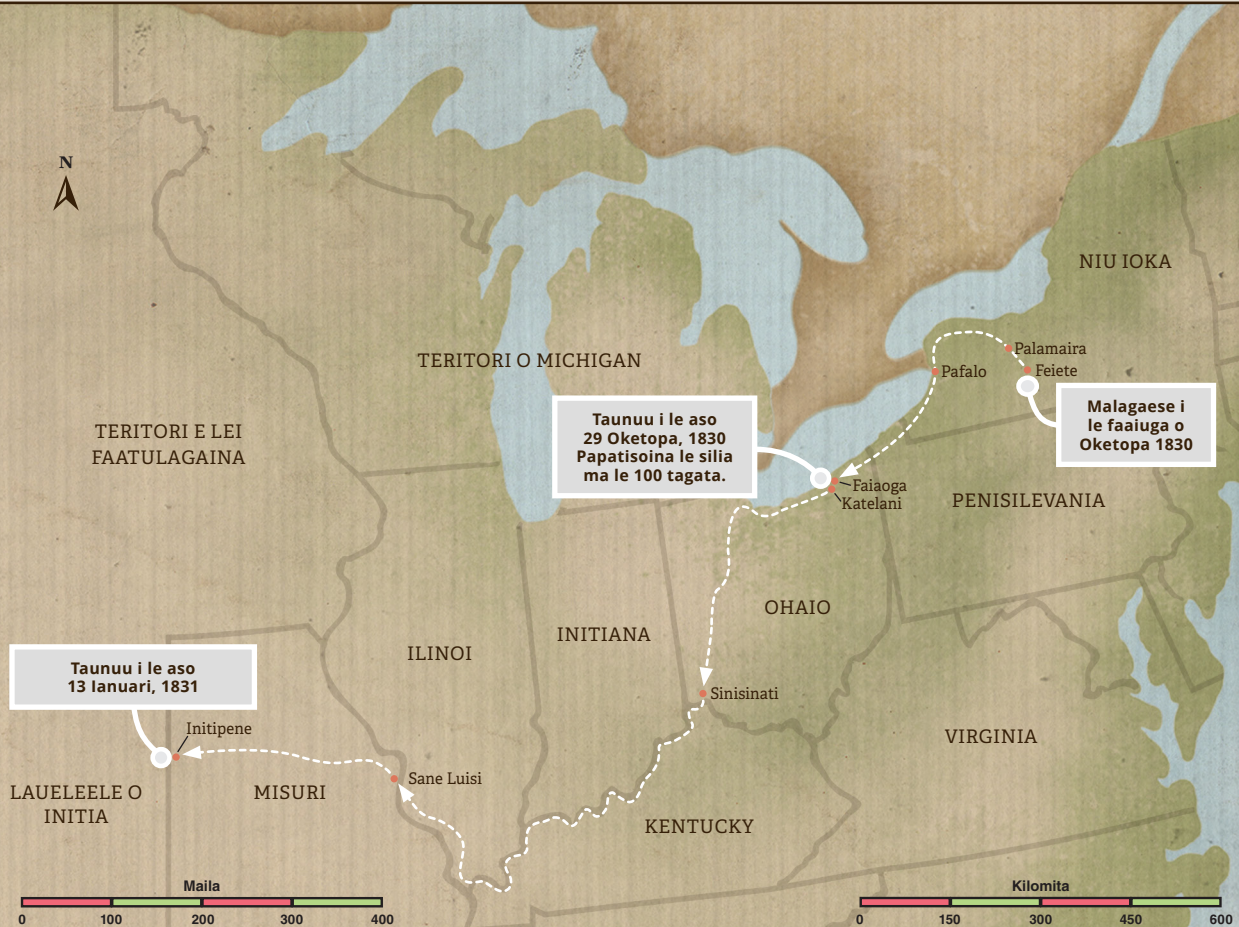 N
NIU IOKA
Palamaira
Feiete
Pafalo
TERITORI O MICHIGAN
Malagaese i
le faaiuga o
Oketopa 1830
Taunuu i le aso
29 Oketopa, 1830
Papatisoina le silia
ma le 100 tagata.
TERITORI E LEI
FAATULAGAINA
Faiaoga
Katelani
PENISILEVANIA
OHAIO
INITIANA
ILINOI
Taunuu i le aso
13 Ianuari, 1831
Sinisinati
Initipene
VIRGINIA
Sane Luisi
LAUELEELE O
INITIA
MISURI
KENTUCKY
Maila
0 100 200 300 400
Kilomita
0 150 300 450 600